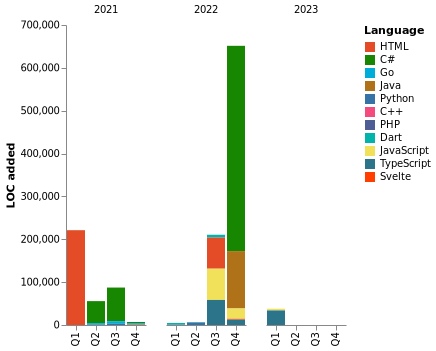 2021 2022 2023
700,000
600,000
500,000
400,000
300,000
200,000
100,000
0
LOC added
Q1 Q2 Q3 Q4 Q1 Q2 Q3 Q4 Q1 Q2 Q3 Q4
Language
HTML
C#
Go
Java
Python
C++
PHP
Dart
JavaScript
TypeScript
Svelte